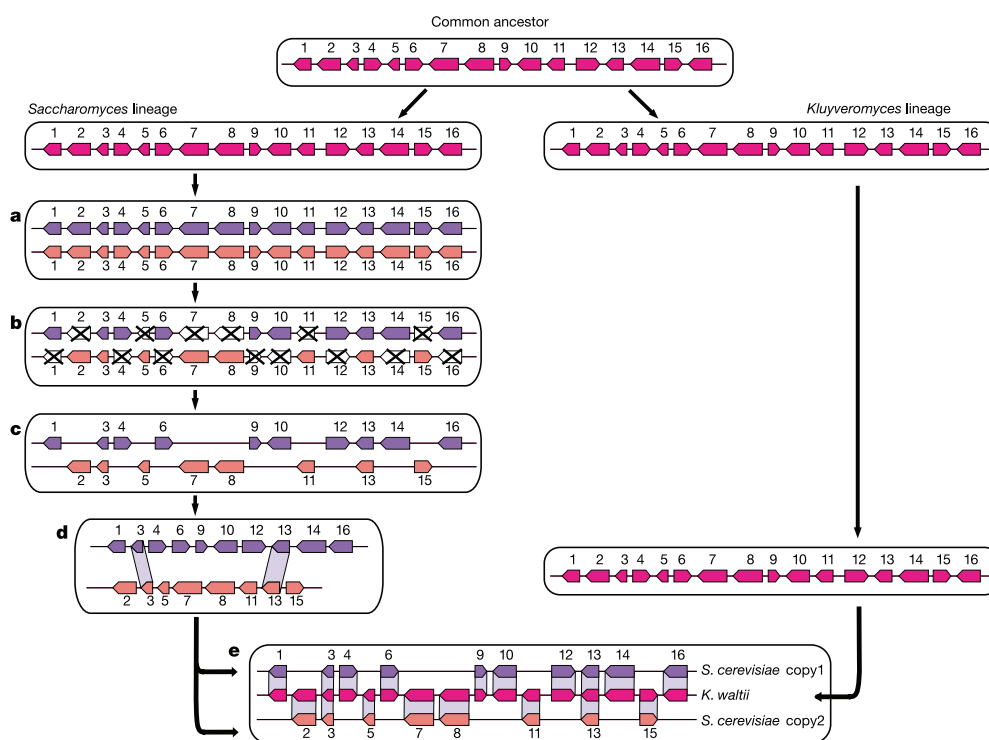 Common ancestor
1 2 3 4 5 6 7 8 9 10 11 12 13 14 15 16
Saccharomyces lineage
Kluyveromyces lineage
1 2 3 4 5 6 7 8 9 10 11 12 13 14 15 16
1 2 3 4 5 6 7 8 9 10 11 12 13 14 15 16
a
1 2 3 4 5 6 7 8 9 10 11 12 13 14 15 16
1 2 3 4 5 6 7 8 9 10 11 12 13 14 15 16
b
1 2 3 4 5 6 7 8 9 10 11 12 13 14 15 16
1 2 3 4 5 6 7 8 9 10 11 12 13 14 15 16
c
1 3 4 6 9 10 12 13 14 16
2 3 5 7 8 11 13 15
d
1 3 4 6 9 10 12 13 14 16
2 3 5 7 8 11 13 15
1 2 3 4 5 6 7 8 9 10 11 12 13 14 15 16
e
1 3 4 6 9 10 12 13 14 16
S. cerevisiae copy1
K. waltii
S. cerevisiae copy2
2 3 5 7 8 11 13 15